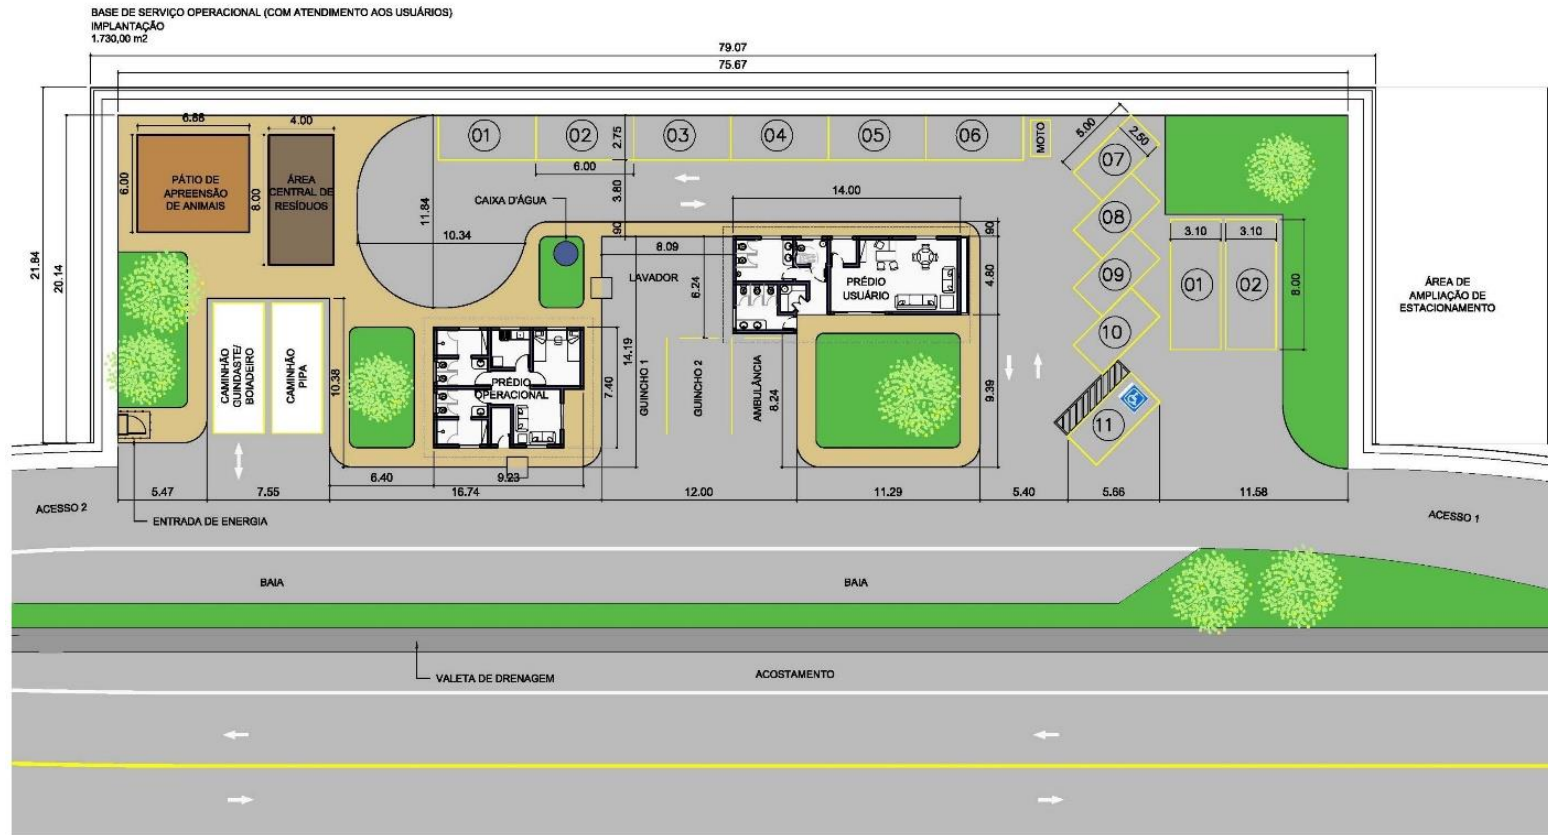 BASE DE SERVIÇO OPERACIONAL (COM ATENDIMENTO AOS USUÁRIOS)
IMPLANTAÇÃO
1.730,00 m2
79.07
75.67
21.84
20.14
6.88
4.00
6.00
8.00
PÁTIO DE
APREENSÃO
DE ANIMAIS
ÁREA
CENTRAL DE
RESÍDUOS
01
02
03
04
05
06
MOTO
2.75
6.00
3.80
.90
11.84
10.34
CAIXA D'ÁGUA
14.00
8.09
LAVADOR
6.24
PRÉDIO
USUÁRIO
.90
4.80
5.00
2.50
07
08
09
10
11
3.10
3.10
01
02
8.00
ÁREA DE
AMPLIAÇÃO DE
ESTACIONAMENTO
CAMINHÃO
GUINDASTE/
BOIADEIRO
CAMINHÃO
PIPA
10.38
PRÉDIO
OPERACIONAL
7.40
14.19
GUINCHO 1
GUINCHO 2
AMBULÂNCIA
8.24
9.39
5.47
7.55
6.40
9.23
16.74
12.00
11.29
5.40
5.66
11.58
ACESSO 2
ENTRADA DE ENERGIA
ACESSO 1
BAIA
BAIA
VALETA DE DRENAGEM
ACOSTAMENTO